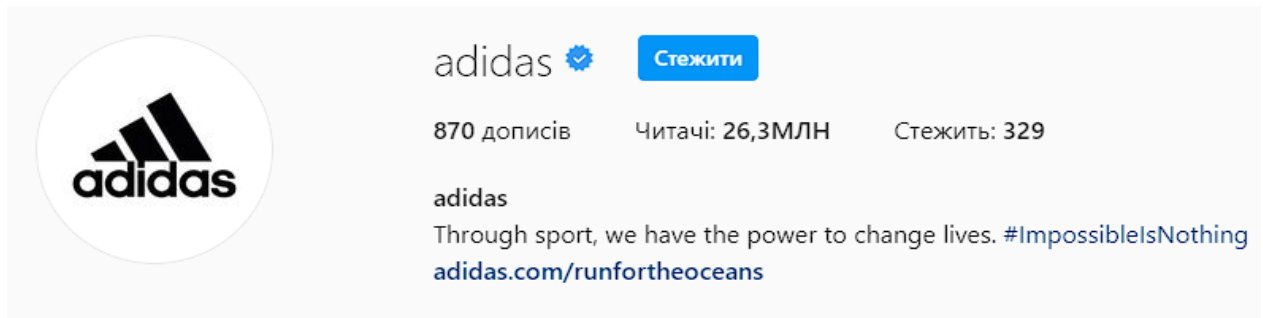 adidas
adidas Стежити
870 дописів Читачі: 26,3МЛН Стежить: 329
adidas
Through sport, we have the power to change lives. #ImpossibleIsNothing
adidas.com/runfortheoceans